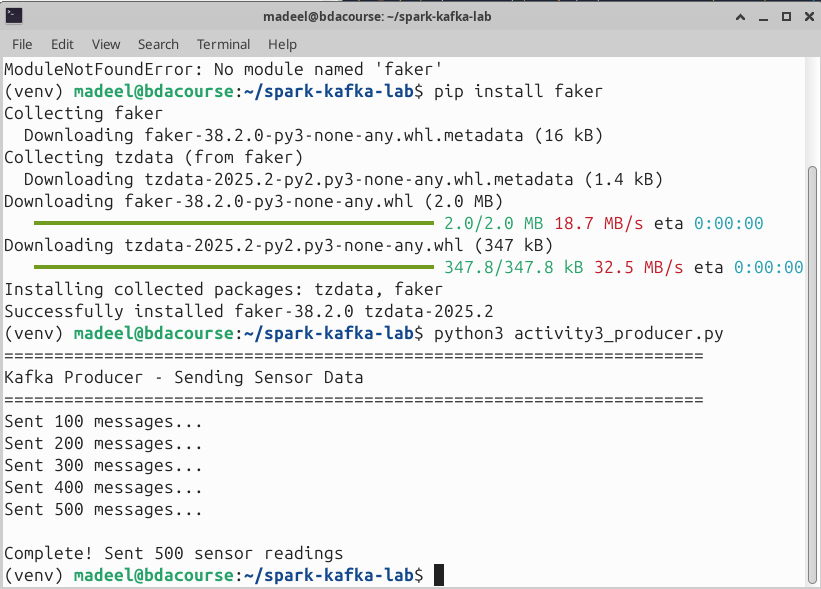 madeel@bdacourse: ~/spark-kafka-lab
File Edit View Search Terminal Help
ModuleNotFoundError: No module named 'faker'
(venv) madeel@bdacourse:~/spark-kafka-lab$ pip install faker
Collecting faker
  Downloading faker-38.2.0-py3-none-any.whl.metadata (16 kB)
Collecting tzdata (from faker)
  Downloading tzdata-2025.2-py2.py3-none-any.whl.metadata (1.4 kB)
Downloading faker-38.2.0-py3-none-any.whl (2.0 MB)
2.0/2.0 MB 18.7 MB/s eta 0:00:00
Downloading tzdata-2025.2-py2.py3-none-any.whl (347 kB)
347.8/347.8 kB 32.5 MB/s eta 0:00:00
Installing collected packages: tzdata, faker
Successfully installed faker-38.2.0 tzdata-2025.2
(venv) madeel@bdacourse:~/spark-kafka-lab$ python3 activity3_producer.py
======================================================================
Kafka Producer - Sending Sensor Data
======================================================================
Sent 100 messages...
Sent 200 messages...
Sent 300 messages...
Sent 400 messages...
Sent 500 messages...
Complete! Sent 500 sensor readings
(venv) madeel@bdacourse:~/spark-kafka-lab$